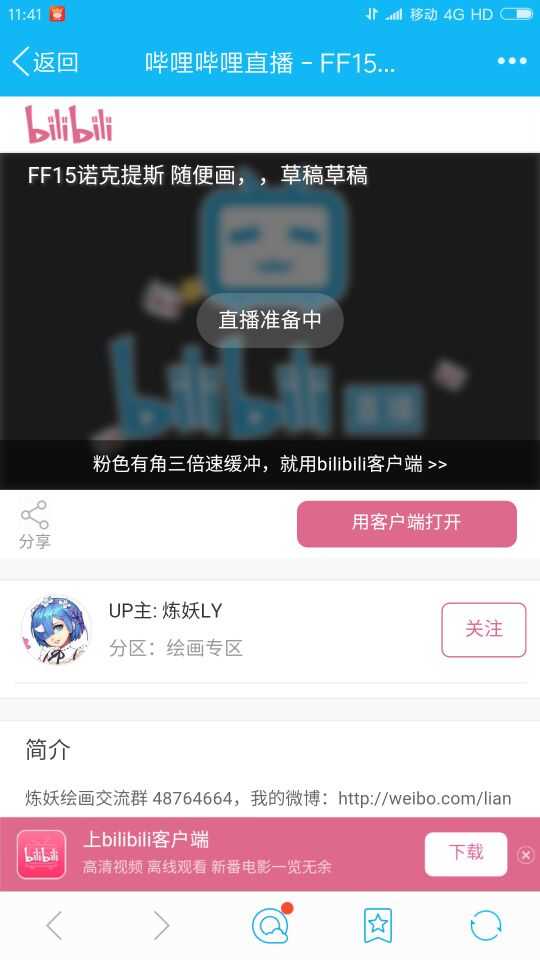 11:41 移动 4G HD
返回 哔哩哔哩直播 - FF15...
bilibili
FF15诺克提斯 随便画，，草稿草稿
直播准备中
bilibili 直播
粉色有角三倍速缓冲，就用bilibili客户端 >>
分享
用客户端打开
UP主: 炼妖LY
分区：绘画专区
关注
简介
炼妖绘画交流群 48764664，我的微博：http://weibo.com/lian
bilibili
上bilibili客户端
高清视频 离线观看 新番电影一览无余
下载